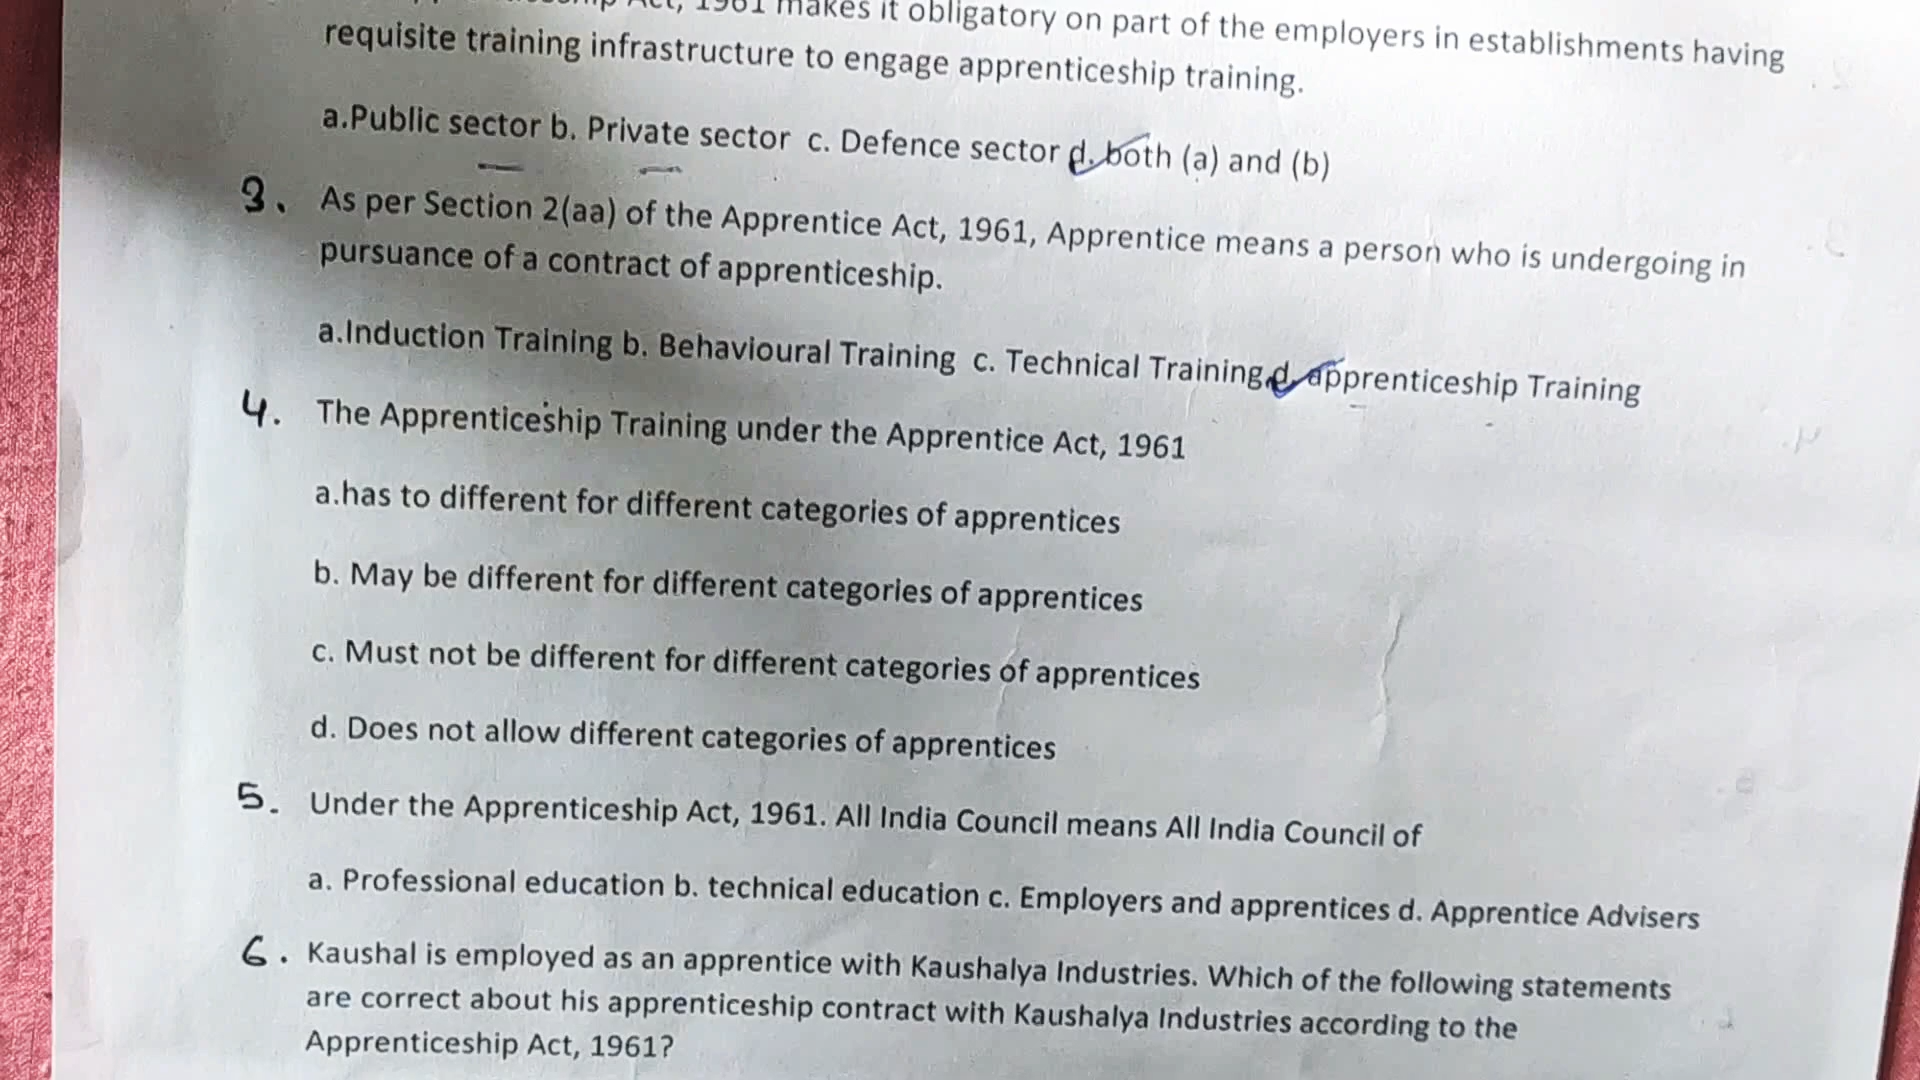 Act, 1961 makes it obligatory on part of the employers in establishments having
requisite training infrastructure to engage apprenticeship training.
a.Public sector b. Private sector c. Defence sector d. both (a) and (b)
3. As per Section 2(aa) of the Apprentice Act, 1961, Apprentice means a person who is undergoing in
pursuance of a contract of apprenticeship.
a.Induction Training b. Behavioural Training c. Technical Training d. apprenticeship Training
4. The Apprenticeship Training under the Apprentice Act, 1961
a.has to different for different categories of apprentices
b. May be different for different categories of apprentices
c. Must not be different for different categories of apprentices
d. Does not allow different categories of apprentices
5. Under the Apprenticeship Act, 1961. All India Council means All India Council of
a. Professional education b. technical education c. Employers and apprentices d. Apprentice Advisers
6. Kaushal is employed as an apprentice with Kaushalya Industries. Which of the following statements
are correct about his apprenticeship contract with Kaushalya Industries according to the
Apprenticeship Act, 1961?